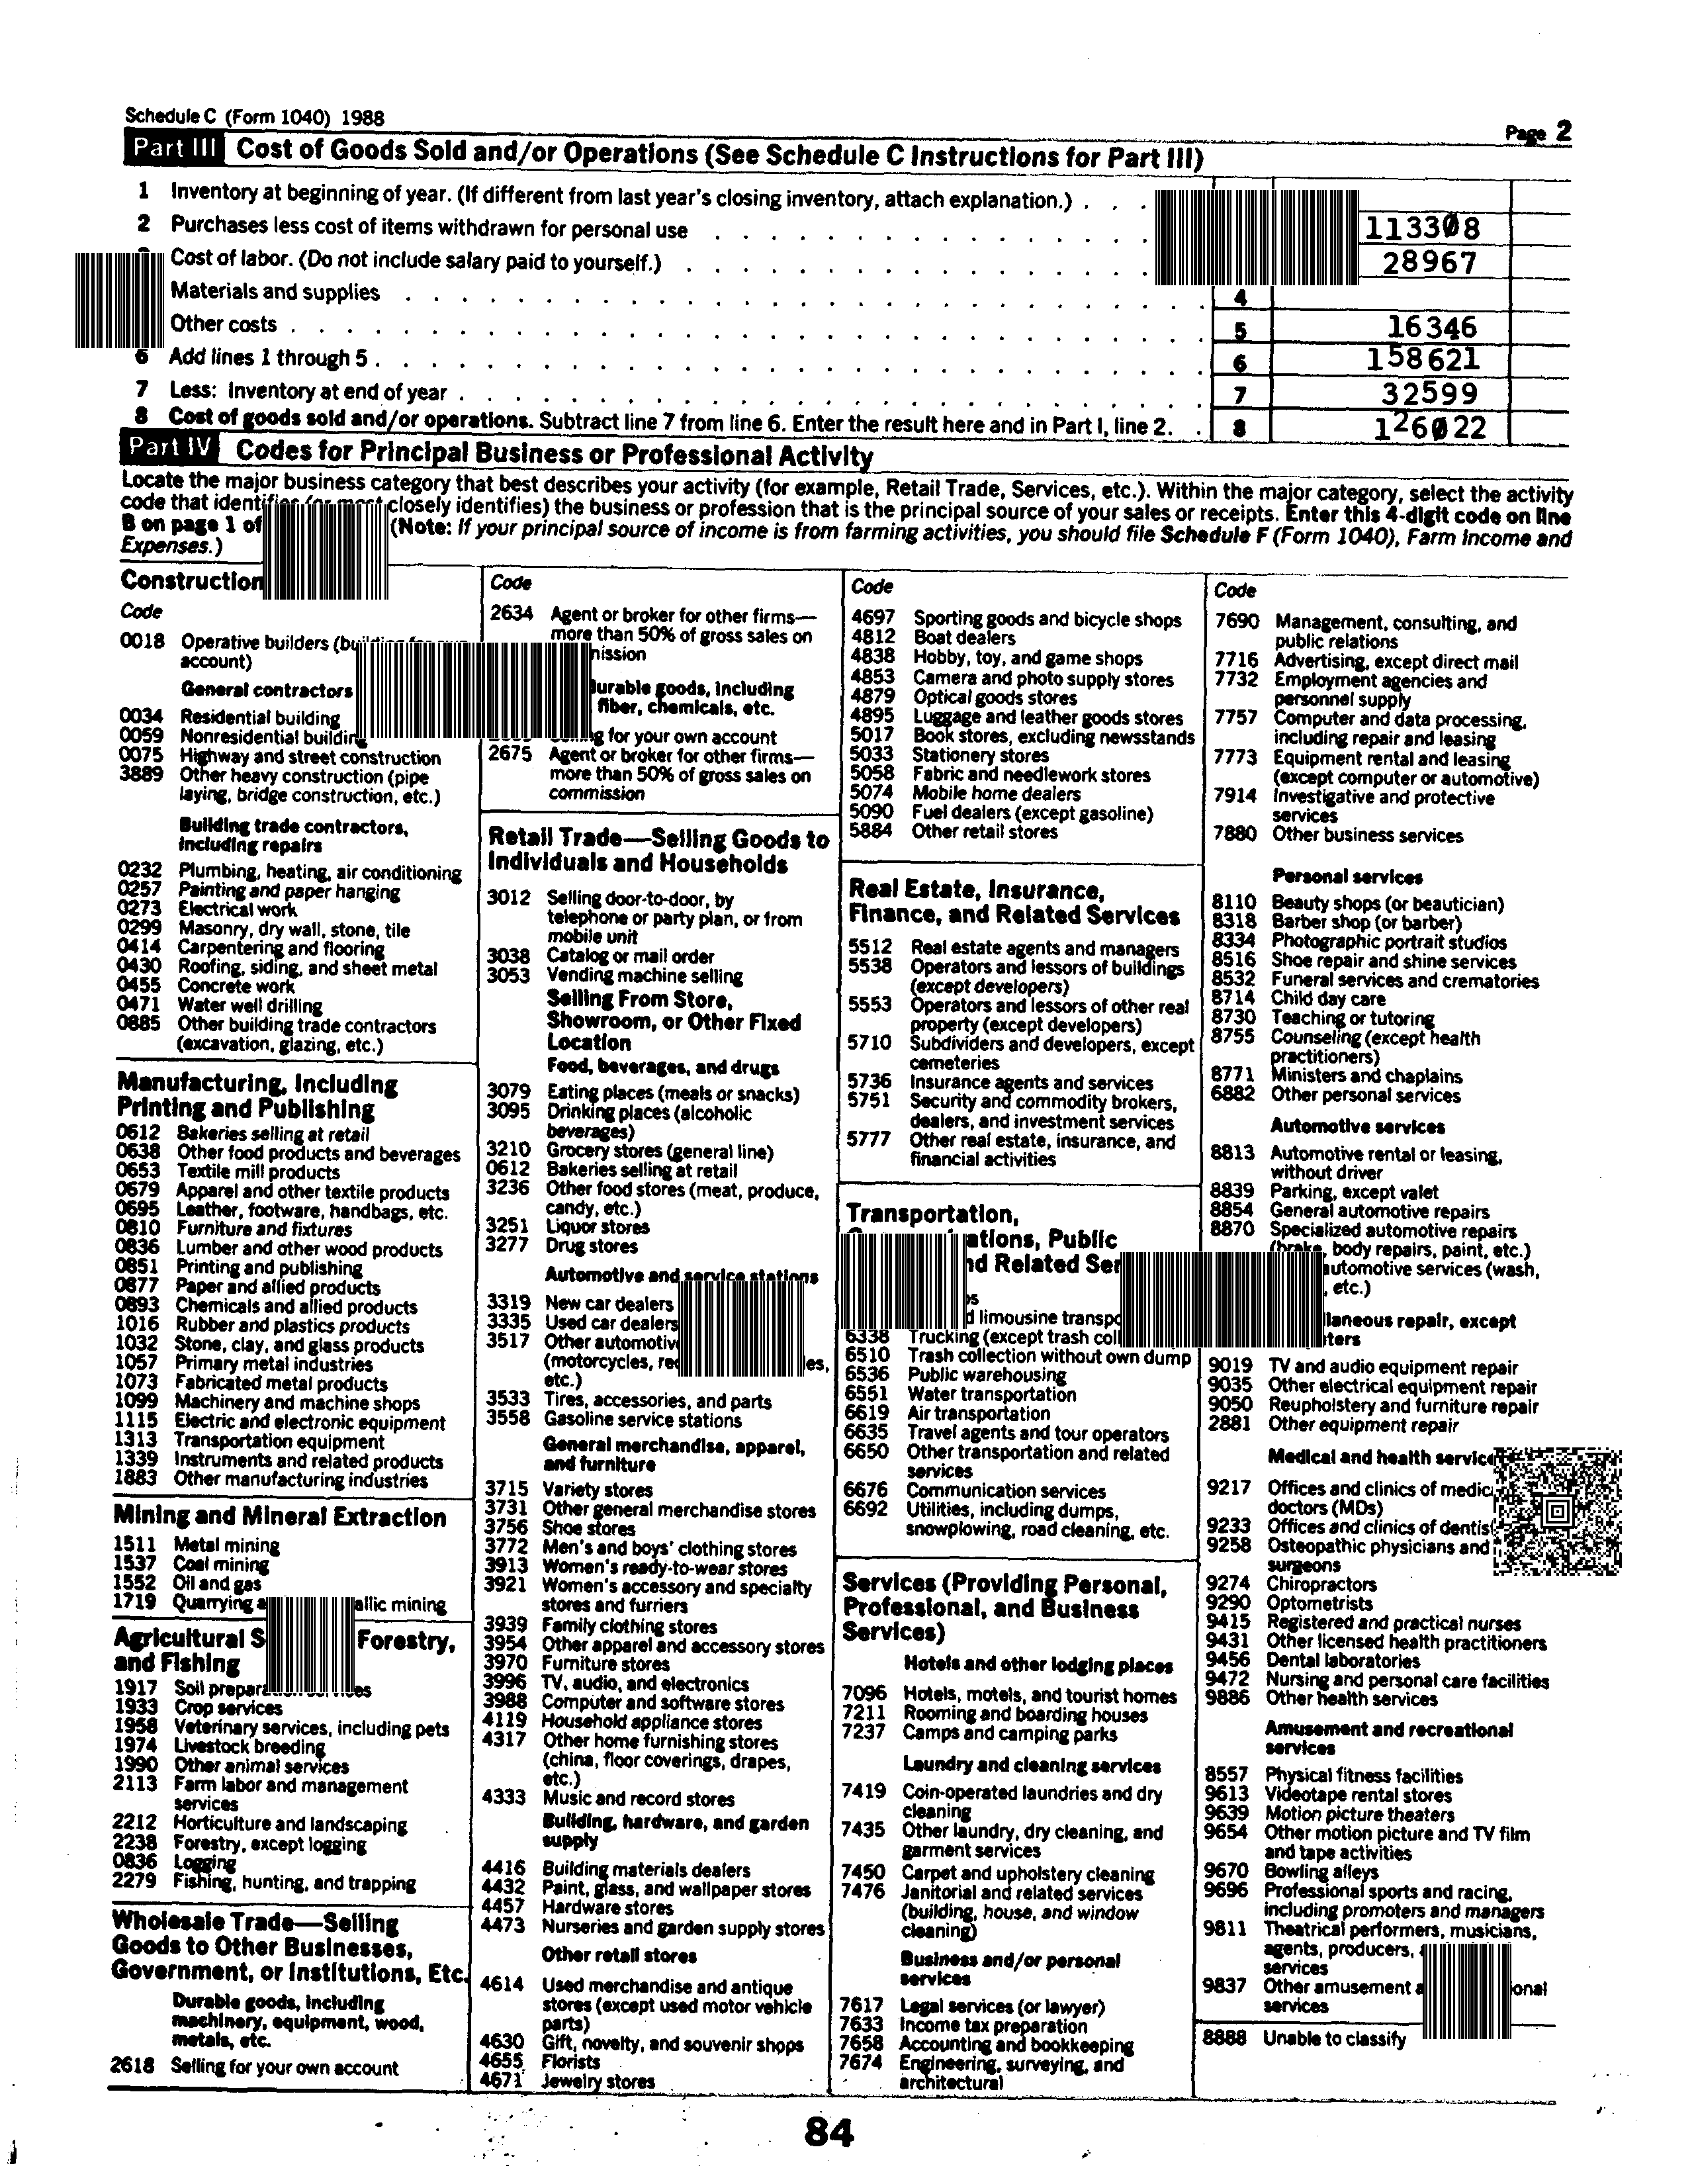 Schedule C (Form 1040) 1988
Page 2
Part III Cost of Goods Sold and/or Operations (See Schedule C Instructions for Part III)
1 Inventory at beginning of year. (If different from last year's closing inventory, attach explanation.) . . .
2 Purchases less cost of items withdrawn for personal use 113308
Cost of labor. (Do not include salary paid to yourself.) 28967
Materials and supplies 4
Other costs 5 16346
6 Add lines 1 through 5 6 158621
7 Less: Inventory at end of year 7 32599
8 Cost of goods sold and/or operations. Subtract line 7 from line 6. Enter the result here and in Part I, line 2. . 8 126022
Part IV Codes for Principal Business or Professional Activity
Locate the major business category that best describes your activity (for example, Retail Trade, Services, etc.). Within the major category, select the activity
code that closely identifies) the business or profession that is the principal source of your sales or receipts. Enter this 4-digit code on line
B on page 1 of (Note: If your principal source of income is from farming activities, you should file Schedule F (Form 1040), Farm Income and
Expenses.)
Construction
Code
0018 Operative builders
account)
General contractors
0034 Residential building
0059 Nonresidential building
0075 Highway and street construction
3889 Other heavy construction (pipe
laying, bridge construction, etc.)
Building trade contractors,
including repairs
0232 Plumbing, heating, air conditioning
0257 Painting and paper hanging
0273 Electrical work
0299 Masonry, dry wall, stone, tile
0414 Carpentering and flooring
0430 Roofing, siding, and sheet metal
0455 Concrete work
0471 Water well drilling
0885 Other building trade contractors
(excavation, glazing, etc.)
Manufacturing, Including
Printing and Publishing
0612 Bakeries selling at retail
0638 Other food products and beverages
0653 Textile mill products
0679 Apparel and other textile products
0695 Leather, footware, handbags, etc.
0810 Furniture and fixtures
0836 Lumber and other wood products
0851 Printing and publishing
0877 Paper and allied products
0893 Chemicals and allied products
1016 Rubber and plastics products
1032 Stone, clay, and glass products
1057 Primary metal industries
1073 Fabricated metal products
1099 Machinery and machine shops
1115 Electric and electronic equipment
1313 Transportation equipment
1339 Instruments and related products
1883 Other manufacturing industries
Mining and Mineral Extraction
1511 Metal mining
1537 Coal mining
1552 Oil and gas
1719 Quarrying mining
Agricultural Forestry,
and Fishing
1917 Soil
1933 Crop services
1958 Veterinary services, including pets
1974 Livestock breeding
1990 Other animal services
2113 Farm labor and management
services
2212 Horticulture and landscaping
2238 Forestry, except logging
0836 Logging
2279 Fishing, hunting, and trapping
Wholesale Trade—Selling
Goods to Other Businesses,
Government, or Institutions, Etc.
Durable goods, including
machinery, equipment, wood,
metals, etc.
2618 Selling for your own account
Code
2634 Agent or broker for other firms—
more than 50% of gross sales on
goods, including
fiber, chemicals, etc.
for your own account
2675 Agent or broker for other firms—
more than 50% of gross sales on
commission
Retail Trade—Selling Goods to
Individuals and Households
3012 Selling door-to-door, by
telephone or party plan, or from
mobile unit
3038 Catalog or mail order
3053 Vending machine selling
Selling From Store,
Showroom, or Other Fixed
Location
Food, beverages, and drugs
3079 Eating places (meals or snacks)
3095 Drinking places (alcoholic
beverages)
3210 Grocery stores (general line)
0612 Bakeries selling at retail
3236 Other food stores (meat, produce,
candy, etc.)
3251 Liquor stores
3277 Drug stores
Automotive and service stations
3319 New car dealers
3335 Used car dealers
3517 Other automotive
(motorcycles,
etc.)
3533 Tires, accessories, and parts
3558 Gasoline service stations
General merchandise, apparel,
and furniture
3715 Variety stores
3731 Other general merchandise stores
3756 Shoe stores
3772 Men's and boys' clothing stores
3913 Women's ready-to-wear stores
3921 Women's accessory and specialty
stores and furriers
3939 Family clothing stores
3954 Other apparel and accessory stores
3970 Furniture stores
3996 TV, audio, and electronics
3988 Computer and software stores
4119 Household appliance stores
4317 Other home furnishing stores
(china, floor coverings, drapes,
etc.)
4333 Music and record stores
Building, hardware, and garden
supply
4416 Building materials dealers
4432 Paint, glass, and wallpaper stores
4457 Hardware stores
4473 Nurseries and garden supply stores
Other retail stores
4614 Used merchandise and antique
stores (except used motor vehicle
parts)
4630 Gift, novelty, and souvenir shops
4655 Florists
4671 Jewelry stores
Code
4697 Sporting goods and bicycle shops
4812 Boat dealers
4838 Hobby, toy, and game shops
4853 Camera and photo supply stores
4879 Optical goods stores
4895 Luggage and leather goods stores
5017 Book stores, excluding newsstands
5033 Stationery stores
5058 Fabric and needlework stores
5074 Mobile home dealers
5090 Fuel dealers (except gasoline)
5884 Other retail stores
Real Estate, Insurance,
Finance, and Related Services
5512 Real estate agents and managers
5538 Operators and lessors of buildings
(except developers)
5553 Operators and lessors of other real
property (except developers)
5710 Subdividers and developers, except
cemeteries
5736 Insurance agents and services
5751 Security and commodity brokers,
dealers, and investment services
5777 Other real estate, insurance, and
financial activities
Transportation,
Public
Related
limousine
6338 Trucking (except trash
6510 Trash collection without own dump
6536 Public warehousing
6551 Water transportation
6619 Air transportation
6635 Travel agents and tour operators
6650 Other transportation and related
services
6676 Communication services
6692 Utilities, including dumps,
snowplowing, road cleaning, etc.
Services (Providing Personal,
Professional, and Business
Services)
Hotels and other lodging places
7096 Hotels, motels, and tourist homes
7211 Rooming and boarding houses
7237 Camps and camping parks
Laundry and cleaning services
7419 Coin-operated laundries and dry
cleaning
7435 Other laundry, dry cleaning, and
garment services
7450 Carpet and upholstery cleaning
7476 Janitorial and related services
(building, house, and window
cleaning)
Business and/or personal
services
7617 Legal services (or lawyer)
7633 Income tax preparation
7658 Accounting and bookkeeping
7674 Engineering, surveying, and
architectural
Code
7690 Management, consulting, and
public relations
7716 Advertising, except direct mail
7732 Employment agencies and
personnel supply
7757 Computer and data processing,
including repair and leasing
7773 Equipment rental and leasing
(except computer or automotive)
7914 Investigative and protective
services
7880 Other business services
Personal services
8110 Beauty shops (or beautician)
8318 Barber shop (or barber)
8334 Photographic portrait studios
8516 Shoe repair and shine services
8532 Funeral services and crematories
8714 Child day care
8730 Teaching or tutoring
8755 Counseling (except health
practitioners)
8771 Ministers and chaplains
6882 Other personal services
Automotive services
8813 Automotive rental or leasing,
without driver
8839 Parking, except valet
8854 General automotive repairs
8870 Specialized automotive repairs
(brake, body repairs, paint, etc.)
automotive services (wash,
etc.)
repair, except
9019 TV and audio equipment repair
9035 Other electrical equipment repair
9050 Reupholstery and furniture repair
2881 Other equipment repair
Medical and health
9217 Offices and clinics of
doctors (MDs)
9233 Offices and clinics of
9258 Osteopathic physicians and
surgeons
9274 Chiropractors
9290 Optometrists
9415 Registered and practical nurses
9431 Other licensed health practitioners
9456 Dental laboratories
9472 Nursing and personal care facilities
9886 Other health services
Amusement and recreational
services
8557 Physical fitness facilities
9613 Videotape rental stores
9639 Motion picture theaters
9654 Other motion picture and TV film
and tape activities
9670 Bowling alleys
9696 Professional sports and racing,
including promoters and managers
9811 Theatrical performers, musicians,
agents, producers,
services
9837 Other amusement
services
8888 Unable to classify
84